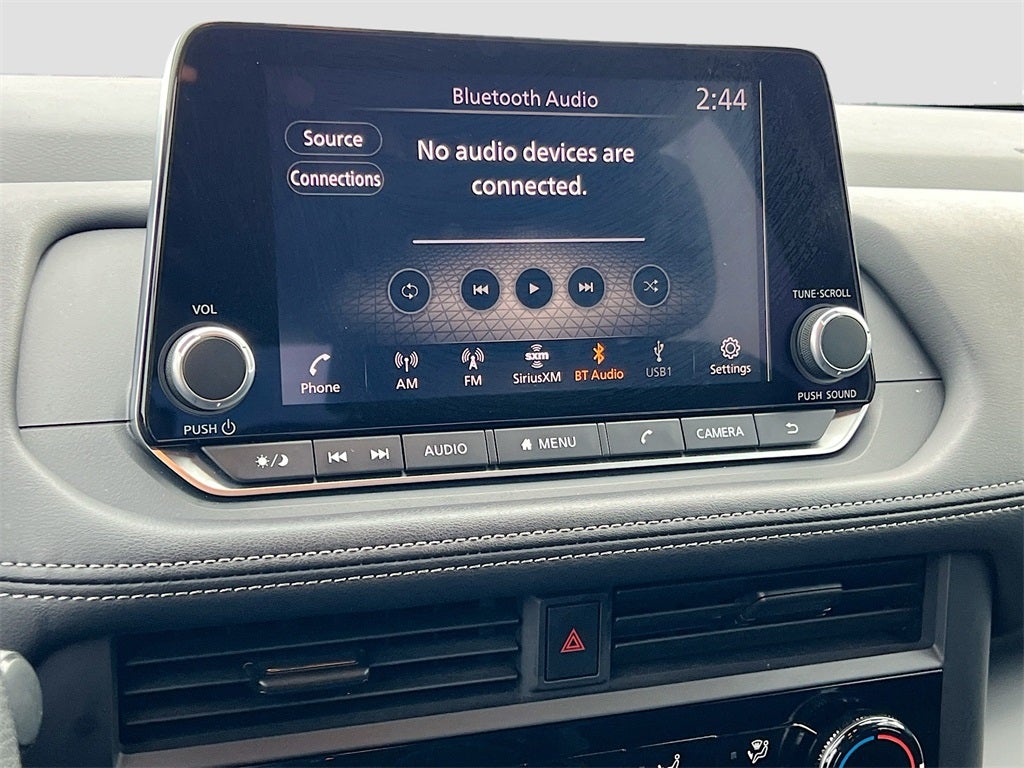 Bluetooth Audio
2:44
Source
No audio devices are
connected.
Connections
VOL
TUNE·SCROLL
Phone
AM
FM
sxm
SiriusXM
BT Audio
USB1
Settings
PUSH
PUSH SOUND
AUDIO
MENU
CAMERA